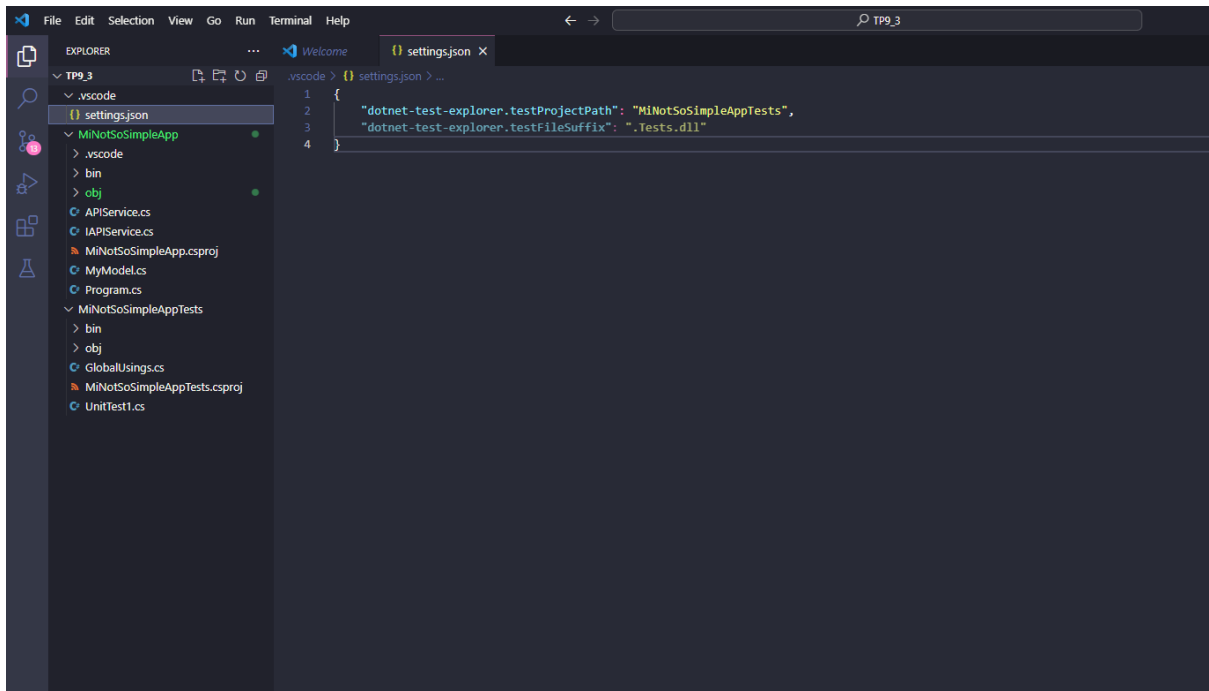 File Edit Selection View Go Run Terminal Help
TP9_3
EXPLORER
Welcome
settings.json
TP9_3
.vscode > {} settings.json > ...
.vscode
{} settings.json
MiNotSoSimpleApp
.vscode
bin
obj
APIService.cs
IAPIService.cs
MiNotSoSimpleApp.csproj
MyModel.cs
Program.cs
MiNotSoSimpleAppTests
bin
obj
GlobalUsings.cs
MiNotSoSimpleAppTests.csproj
UnitTest1.cs
13
1 {
2 "dotnet-test-explorer.testProjectPath": "MiNotSoSimpleAppTests",
3 "dotnet-test-explorer.testFileSuffix": ".Tests.dll"
4 }